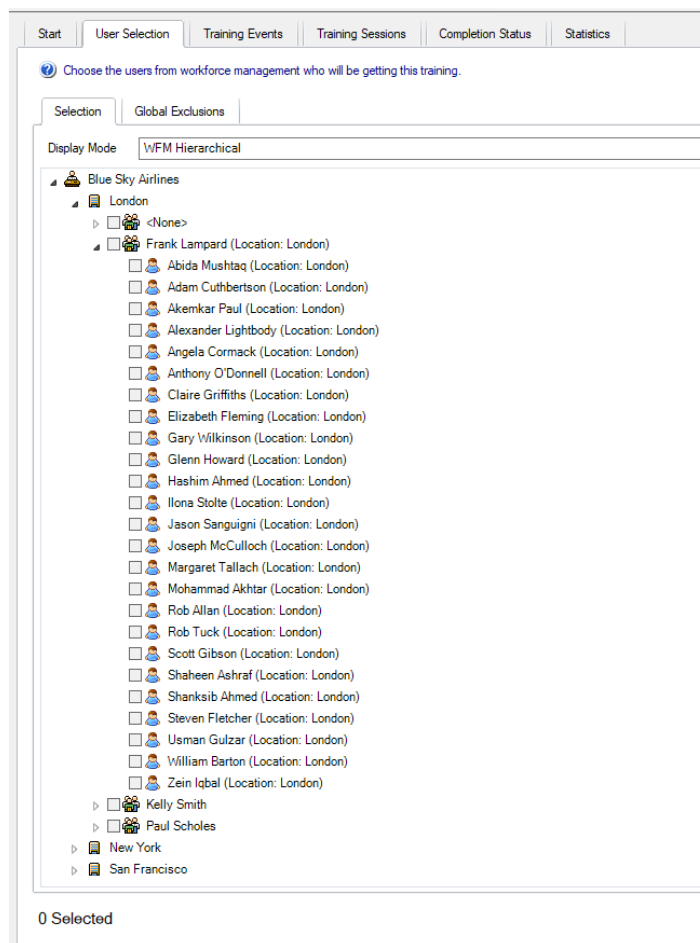 Start User Selection Training Events Training Sessions Completion Status Statistics
Choose the users from workforce management who will be getting this training.
Selection Global Exclusions
Display Mode WFM Hierarchical
Blue Sky Airlines
London
<None>
Frank Lampard (Location: London)
Abida Mushtaq (Location: London)
Adam Cuthbertson (Location: London)
Akemkar Paul (Location: London)
Alexander Lightbody (Location: London)
Angela Cormack (Location: London)
Anthony O'Donnell (Location: London)
Claire Griffiths (Location: London)
Elizabeth Fleming (Location: London)
Gary Wilkinson (Location: London)
Glenn Howard (Location: London)
Hashim Ahmed (Location: London)
Ilona Stolte (Location: London)
Jason Sanguigni (Location: London)
Joseph McCulloch (Location: London)
Margaret Tallach (Location: London)
Mohammad Akhtar (Location: London)
Rob Allan (Location: London)
Rob Tuck (Location: London)
Scott Gibson (Location: London)
Shaheen Ashraf (Location: London)
Shanksib Ahmed (Location: London)
Steven Fletcher (Location: London)
Usman Gulzar (Location: London)
William Barton (Location: London)
Zein Iqbal (Location: London)
Kelly Smith
Paul Scholes
New York
San Francisco
0 Selected